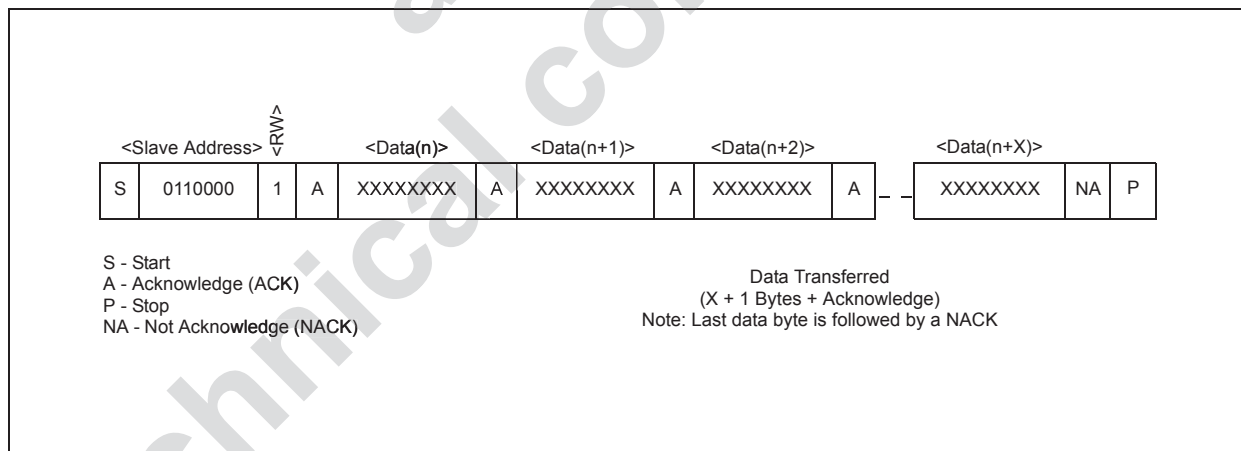 <Slave Address> <RW> <Data(n)> <Data(n+1)> <Data(n+2)> <Data(n+X)>
S 0110000 1 A XXXXXXXX A XXXXXXXX A XXXXXXXX A XXXXXXXX NA P
S - Start
A - Acknowledge (ACK)
P - Stop
NA - Not Acknowledge (NACK)
Data Transferred
(X + 1 Bytes + Acknowledge)
Note: Last data byte is followed by a NACK